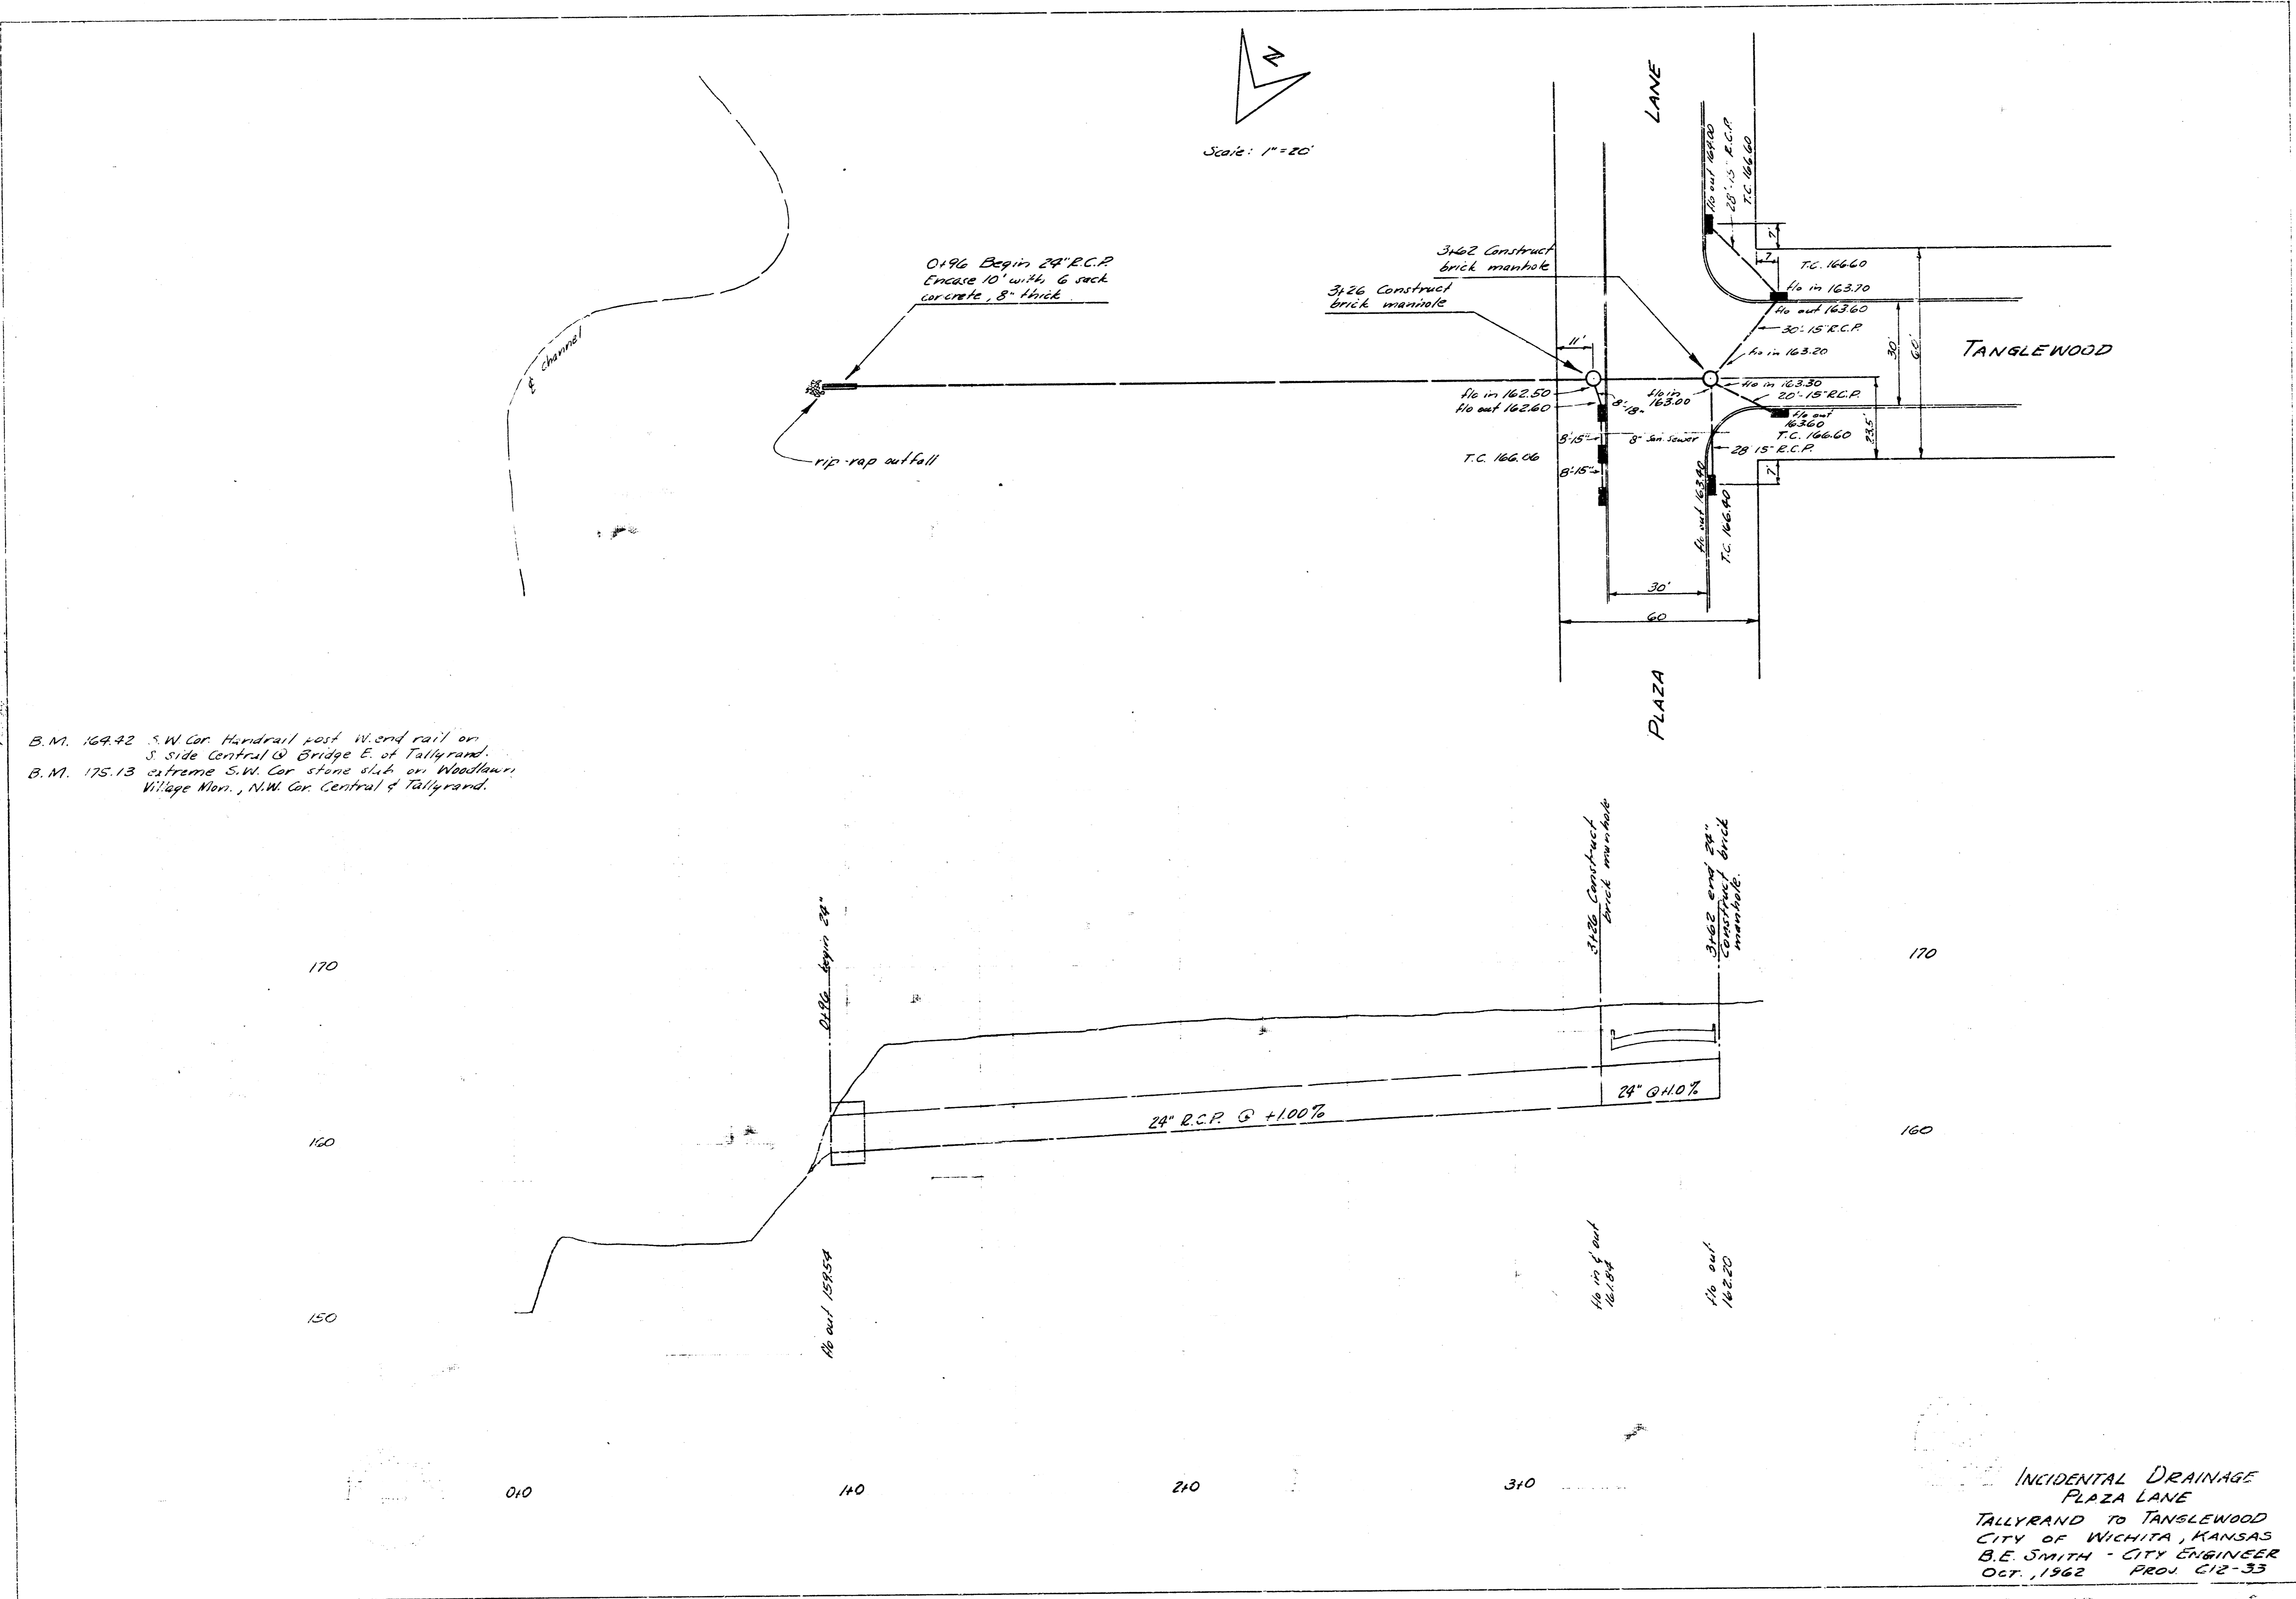 N
Scale: 1"=20'
LANE
flo out 164.00
28'-15" R.C.P.
T.C. 166.60
7'
7'
T.C. 166.60
flo in 163.70
flo out 163.60
30'-15" R.C.P.
flo in 163.20
30'
60'
TANGLEWOOD
3+62 Construct
brick manhole
3+26 Construct
brick manhole
0+96 Begin 24" R.C.P.
Encase 10' with 6 sack
concrete, 8" thick
℄ channel
11'
flo in 162.50
flo out 162.60
8'-18"
flo in
163.00
flo in 163.30
20'-15" R.C.P.
flo out
163.60
T.C. 166.60
23.5'
28' 15" R.C.P.
8'-15"
8" San. Sewer
T.C. 166.06
8'-15"
7'
flo out 163.40
T.C. 166.40
rip-rap outfall
30'
60
PLAZA
B.M. 164.42 S.W. Cor. Handrail post W. end rail on
S. side Central @ Bridge E. of Tallyrand.
B.M. 175.13 extreme S.W. Cor stone slab on Woodlawn
Village Mon., N.W. Cor. Central & Tallyrand.
0+96 begin 24"
3+26 Construct
brick manhole
3+62 end 24"
Construct brick
manhole.
170
170
24" R.C.P. @ +1.00%
24" @ +1.0%
160
160
150
flo out 159.54
flo in & out
161.84
flo out
162.20
0+0
1+0
2+0
3+0
INCIDENTAL DRAINAGE
PLAZA LANE
TALLYRAND TO TANGLEWOOD
CITY OF WICHITA, KANSAS
B.E. SMITH - CITY ENGINEER
OCT., 1962 PROJ. C12-33